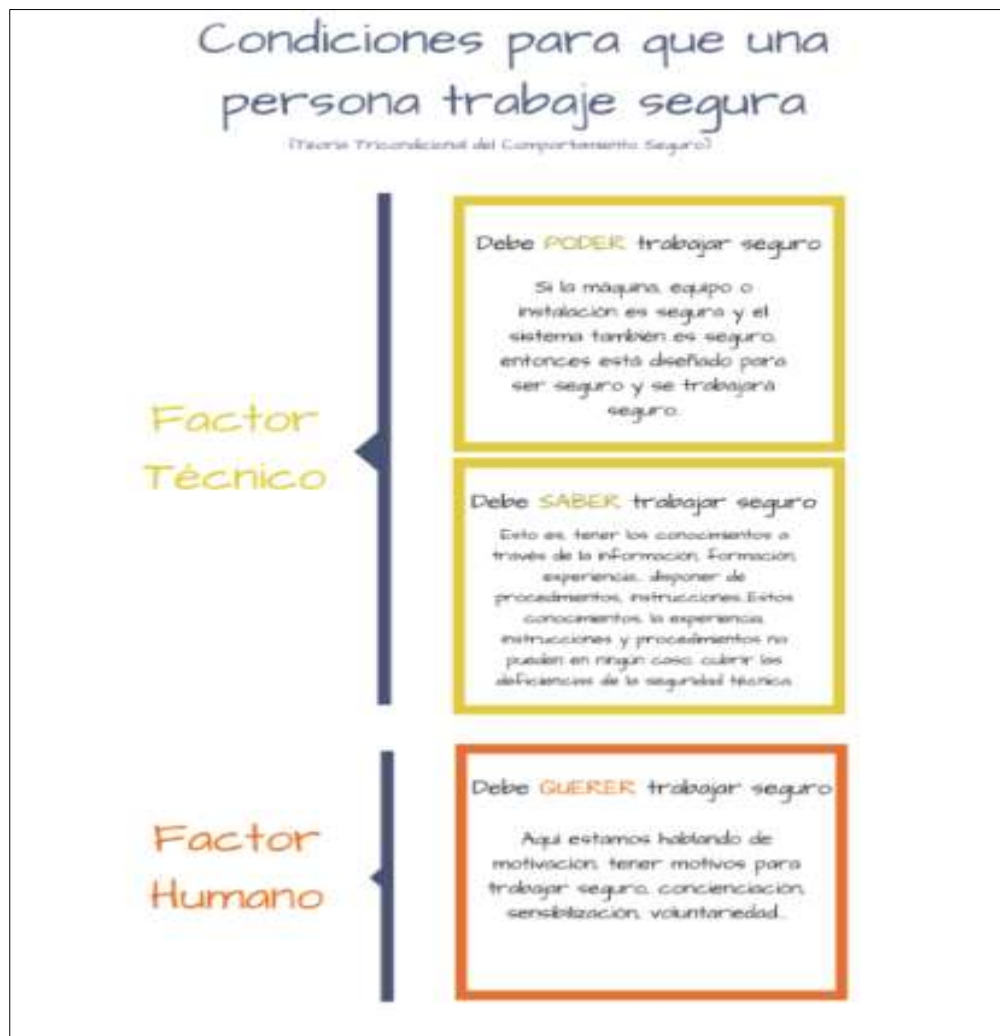 Condiciones para que una
persona trabaje segura
(Teoría Tricondicional del Comportamiento Seguro)
Factor
Técnico
Debe PODER trabajar seguro
Si la máquina, equipo o
instalación es segura y el
sistema también es seguro,
entonces está diseñado para
ser seguro y se trabajará
seguro.
Debe SABER trabajar seguro
Esto es, tener los conocimientos a
través de la información, formación,
experiencia, disponer de
procedimientos, instrucciones.Estos
conocimientos, la experiencia,
instrucciones y procedimientos no
pueden en ningún caso, cubrir las
deficiencias de la seguridad técnica
Factor
Humano
Debe QUERER trabajar seguro
Aquí estamos hablando de
motivación, tener motivos para
trabajar seguro, concienciación,
sensibilización, voluntariedad...